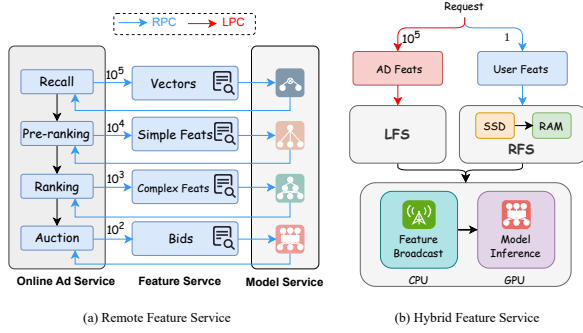 RPC LPC
Recall
10^5
Vectors
Pre-ranking
10^4
Simple Feats
Ranking
10^3
Complex Feats
Auction
10^2
Bids
Online Ad Service
Feature Servce
Model Service
(a) Remote Feature Service
Request
10^5
1
AD Feats
User Feats
LFS
SSD
RAM
RFS
Feature
Broadcast
Model
Inference
CPU
GPU
(b) Hybrid Feature Service